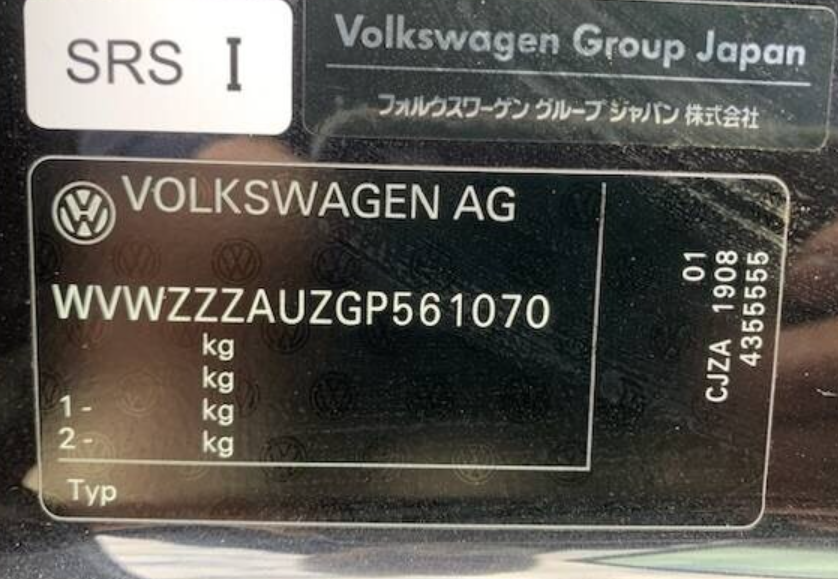 SRS I
Volkswagen Group Japan
フォルクスワーゲン グループ ジャパン 株式会社
VOLKSWAGEN AG
WVWZZZAUZGP561070
kg
kg
1- kg
2- kg
Typ
01
CJZA 1908
4355555